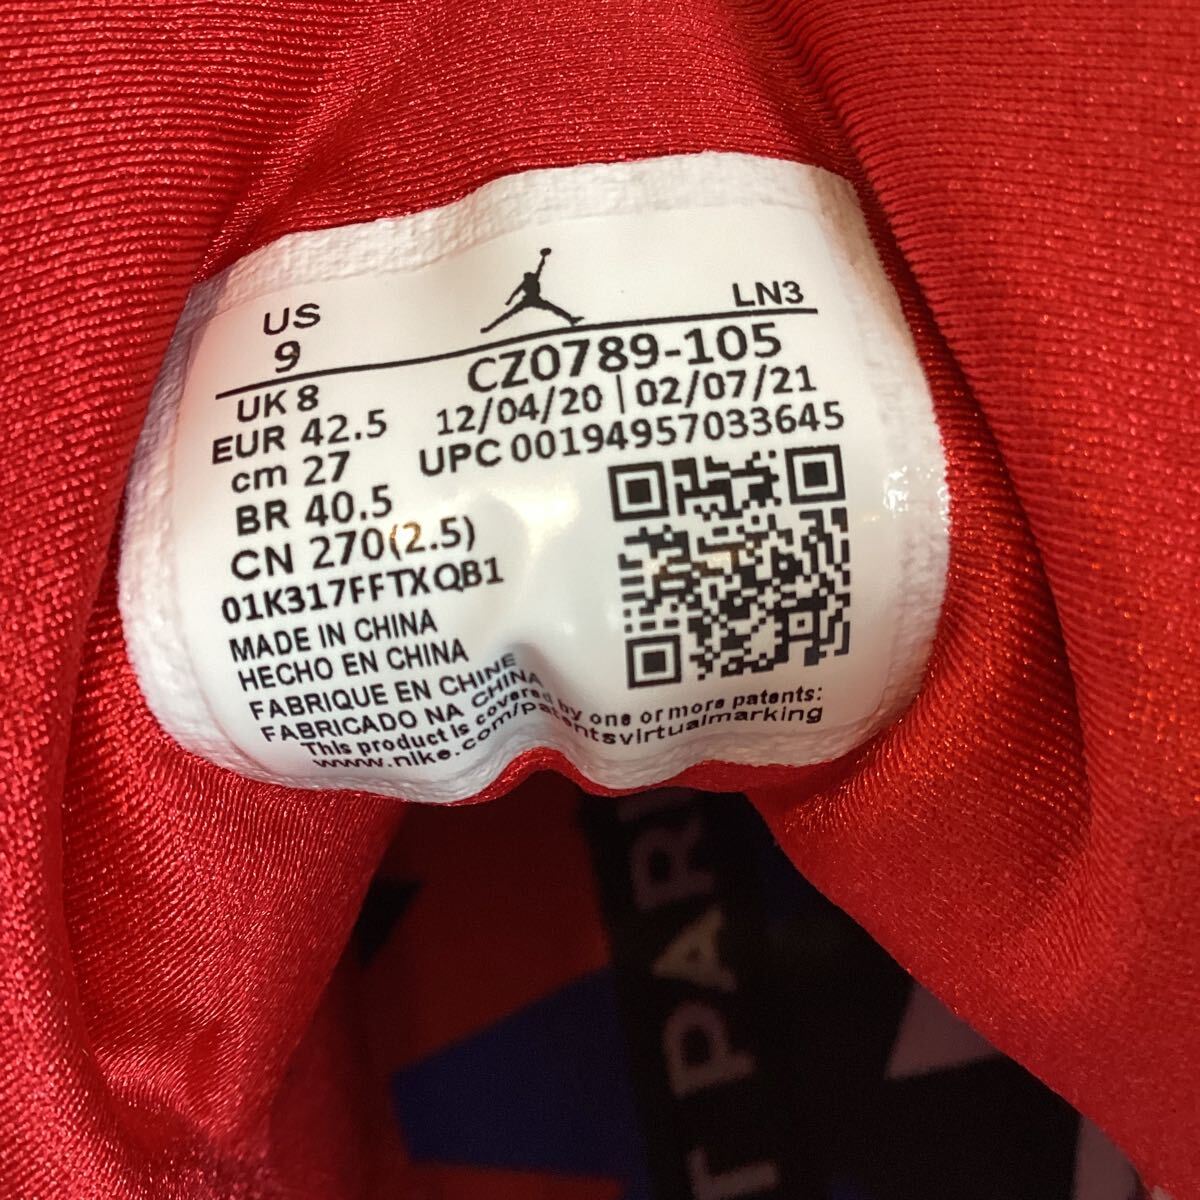 US
9
LN3
UK 8
CZ0789-105
EUR 42.5
12/04/20 | 02/07/21
cm 27
UPC 00194957033645
BR 40.5
CN 270(2.5)
01K317FFTXQB1
MADE IN CHINA
HECHO EN CHINA
FABRIQUE EN CHINE
FABRICADO NA CHINA
This product is covered by one or more patents:
www.nike.com/patentsvirtualmarking
T PARI